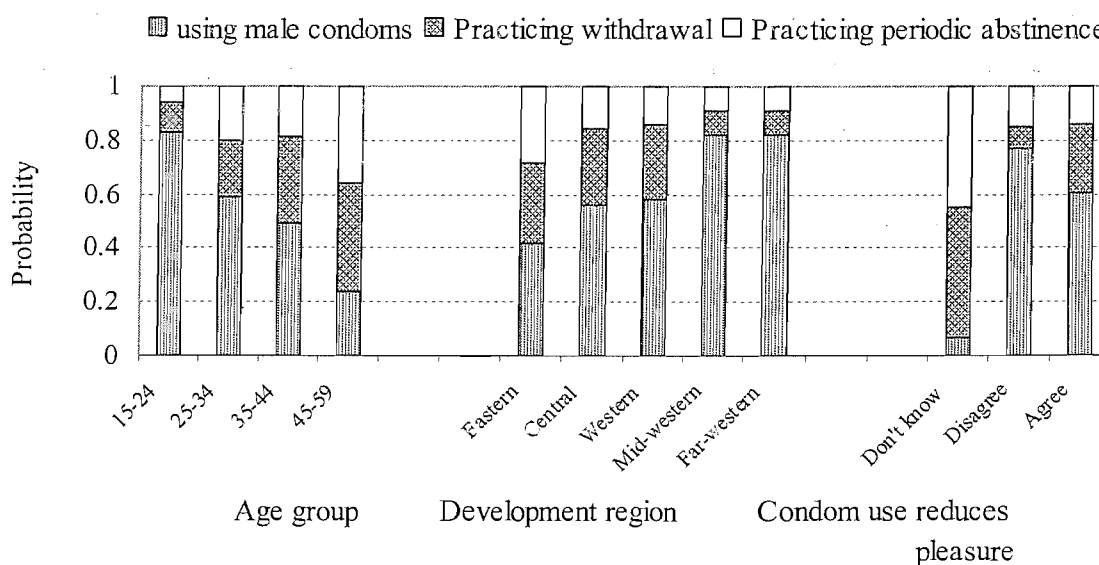 using male condoms Practicing withdrawal Practicing periodic abstinence
1
0.8
0.6
0.4
0.2
0
Probability
15-24
25-34
35-44
45-59
Eastern
Central
Western
Mid-western
Far-western
Don't know
Disagree
Agree
Age group Development region Condom use reduces
pleasure